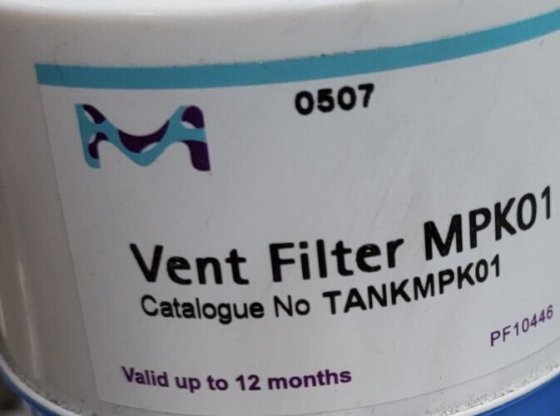 0507
Vent Filter MPK01
Catalogue No TANKMPK01
PF10446
Valid up to 12 months